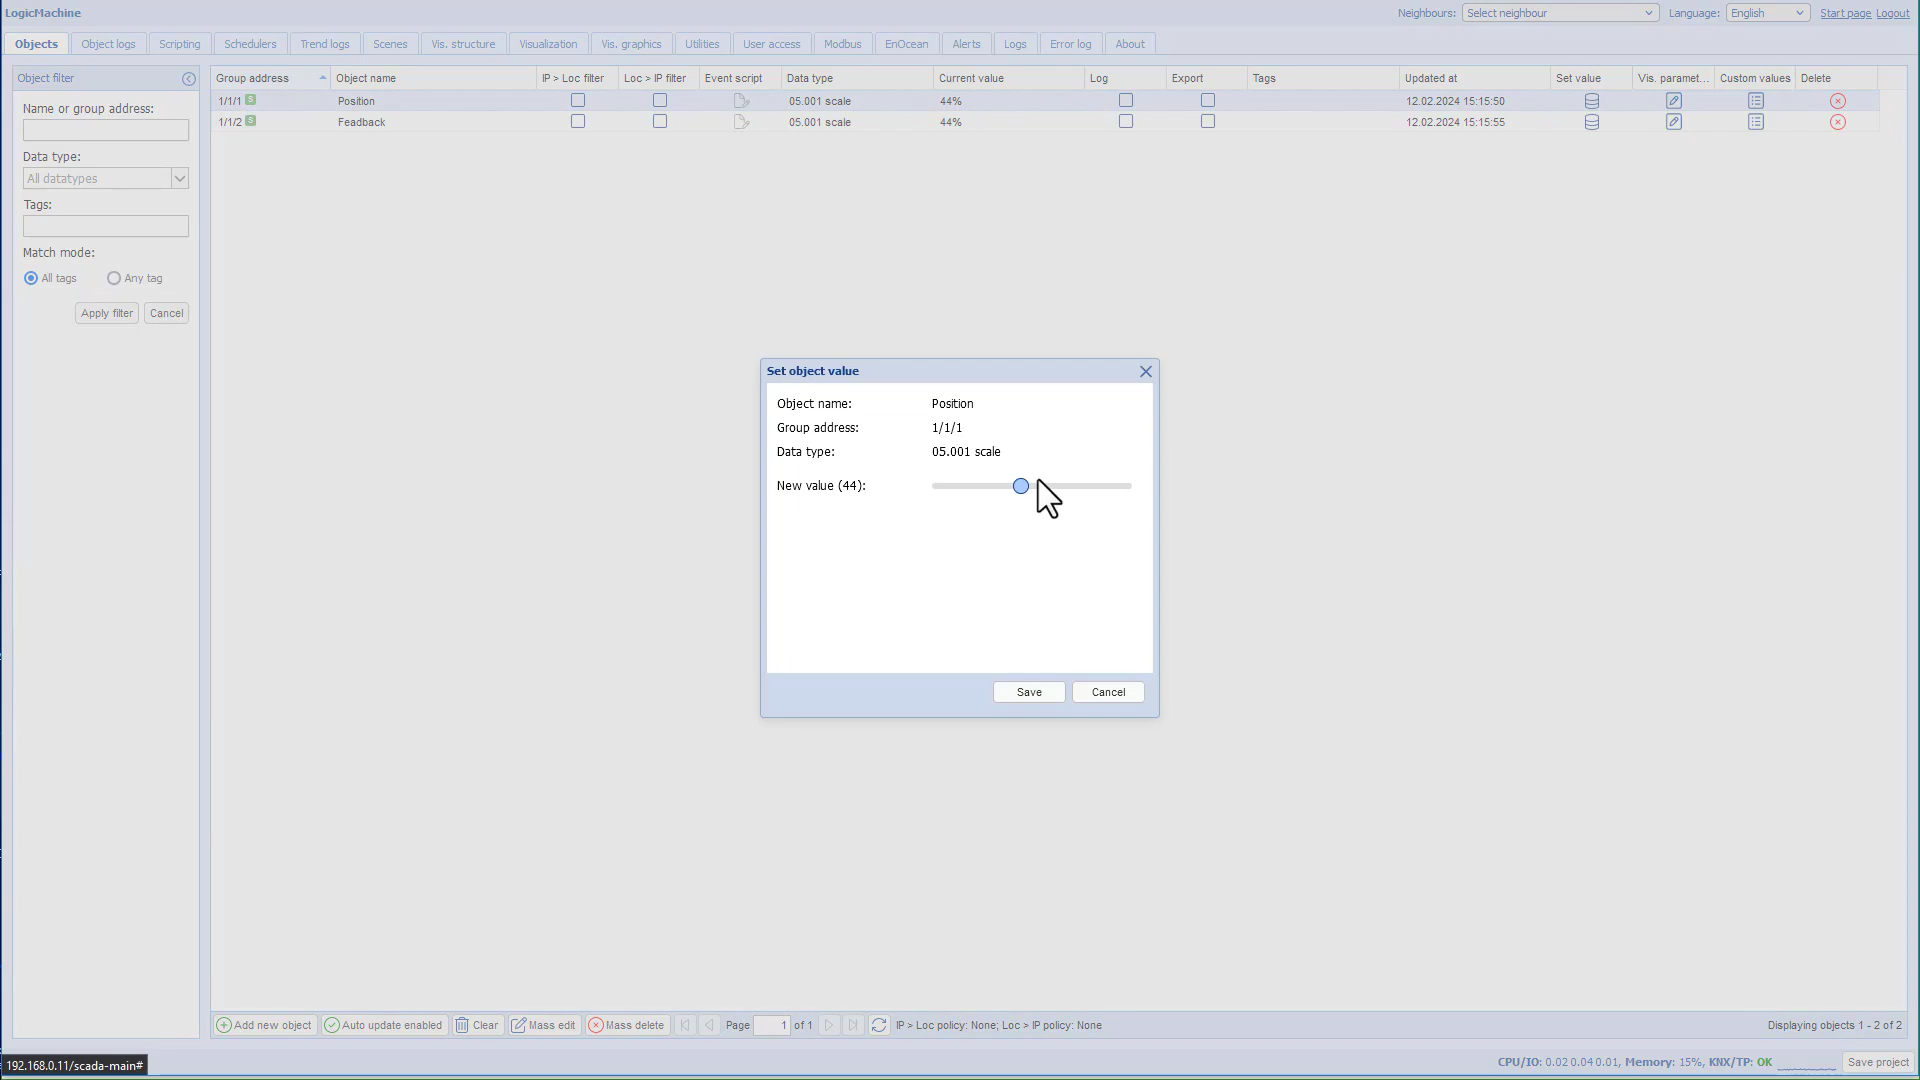 LogicMachine
Neighbours: Select neighbour Language: English Start page Logout
Objects Object logs Scripting Schedulers Trend logs Scenes Vis. structure Visualization Vis. graphics Utilities User access Modbus EnOcean Alerts Logs Error log About
Object filter
Name or group address:
Data type:
All datatypes
Tags:
Match mode:
All tags Any tag
Apply filter Cancel
Group address Object name IP > Loc filter Loc > IP filter Event script Data type Current value Log Export Tags Updated at Set value Vis. paramet... Custom values Delete
1/1/1 S Position 05.001 scale 44% 12.02.2024 15:15:50
1/1/2 S Feadback 05.001 scale 44% 12.02.2024 15:15:55
Set object value
Object name: Position
Group address: 1/1/1
Data type: 05.001 scale
New value (44):
Save Cancel
Add new object Auto update enabled Clear Mass edit Mass delete Page 1 of 1 IP > Loc policy: None; Loc > IP policy: None Displaying objects 1 - 2 of 2
192.168.0.11/scada-main#
CPU/IO: 0.02 0.04 0.01, Memory: 15%, KNX/TP: OK Save project